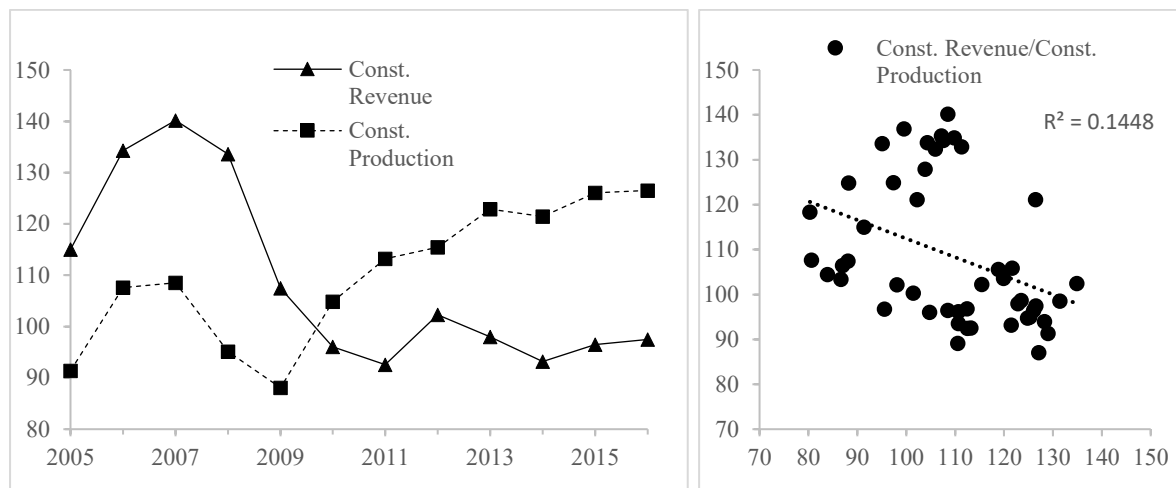 Const.
Revenue
Const.
Production
150
140
130
120
110
100
90
80
2005 2007 2009 2011 2013 2015
Const. Revenue/Const.
Production
R² = 0.1448
150
140
130
120
110
100
90
80
70
70 80 90 100 110 120 130 140 150